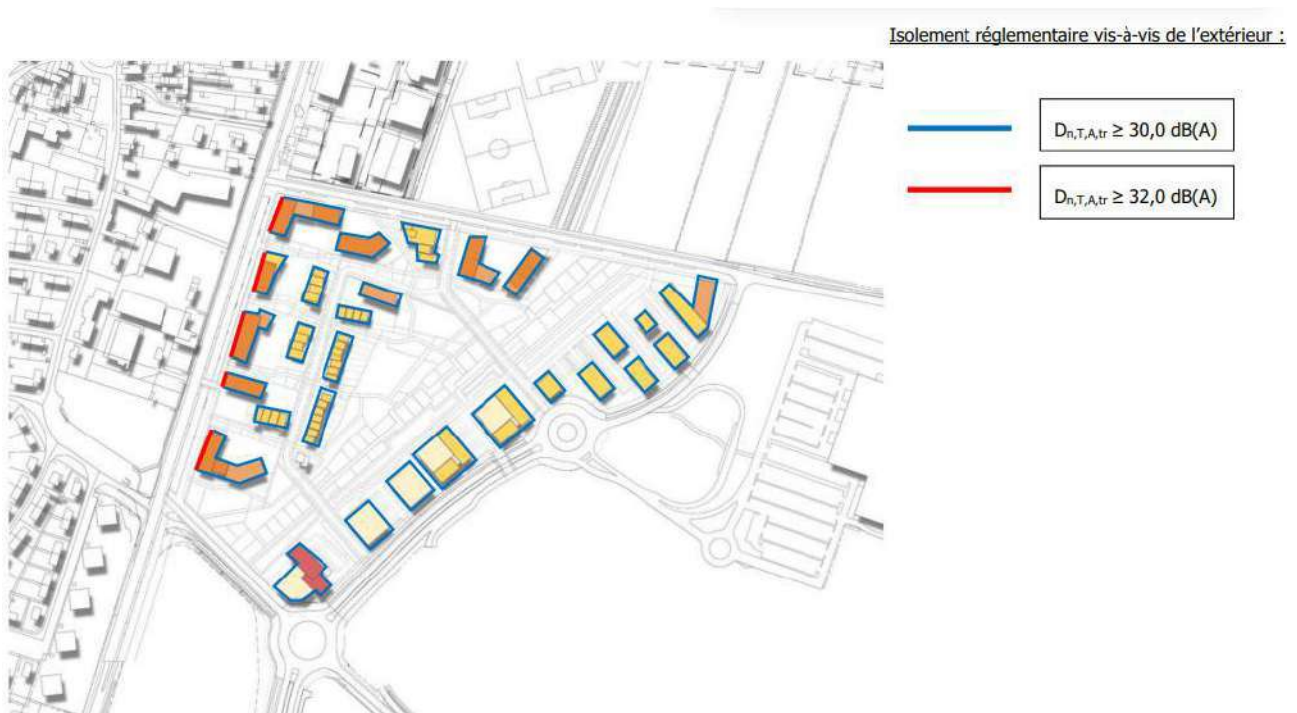 Isolement réglementaire vis-à-vis de l'extérieur :
Dn,T,A,tr ≥ 30,0 dB(A)
Dn,T,A,tr ≥ 32,0 dB(A)